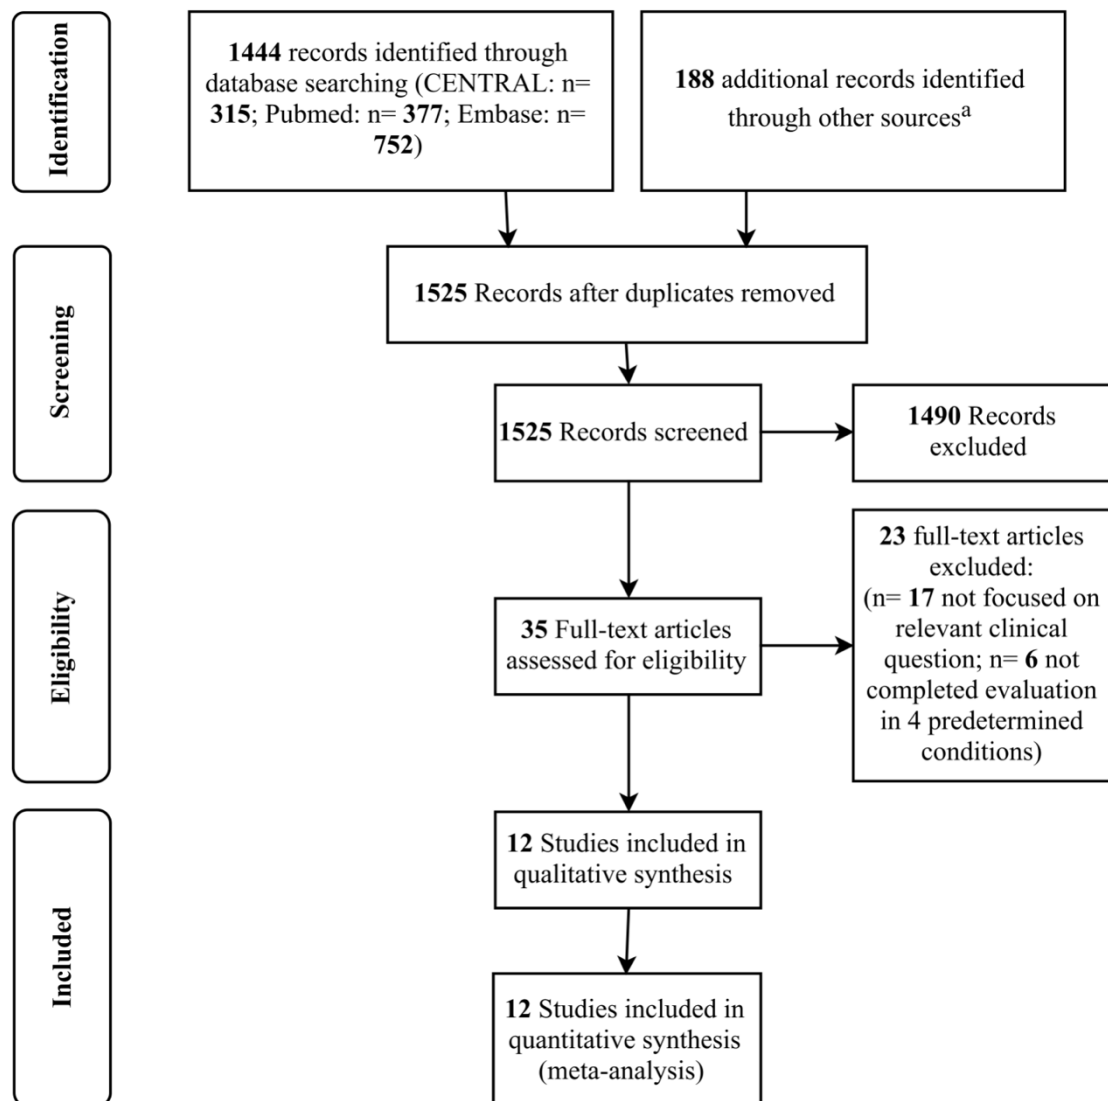 Identification
1444 records identified through
database searching (CENTRAL: n=
315; Pubmed: n= 377; Embase: n=
752)
188 additional records identified
through other sourcesa
Screening
1525 Records after duplicates removed
1525 Records screened
1490 Records
excluded
Eligibility
35 Full-text articles
assessed for eligibility
23 full-text articles
excluded:
(n= 17 not focused on
relevant clinical
question; n= 6 not
completed evaluation
in 4 predetermined
conditions)
Included
12 Studies included in
qualitative synthesis
12 Studies included in
quantitative synthesis
(meta-analysis)